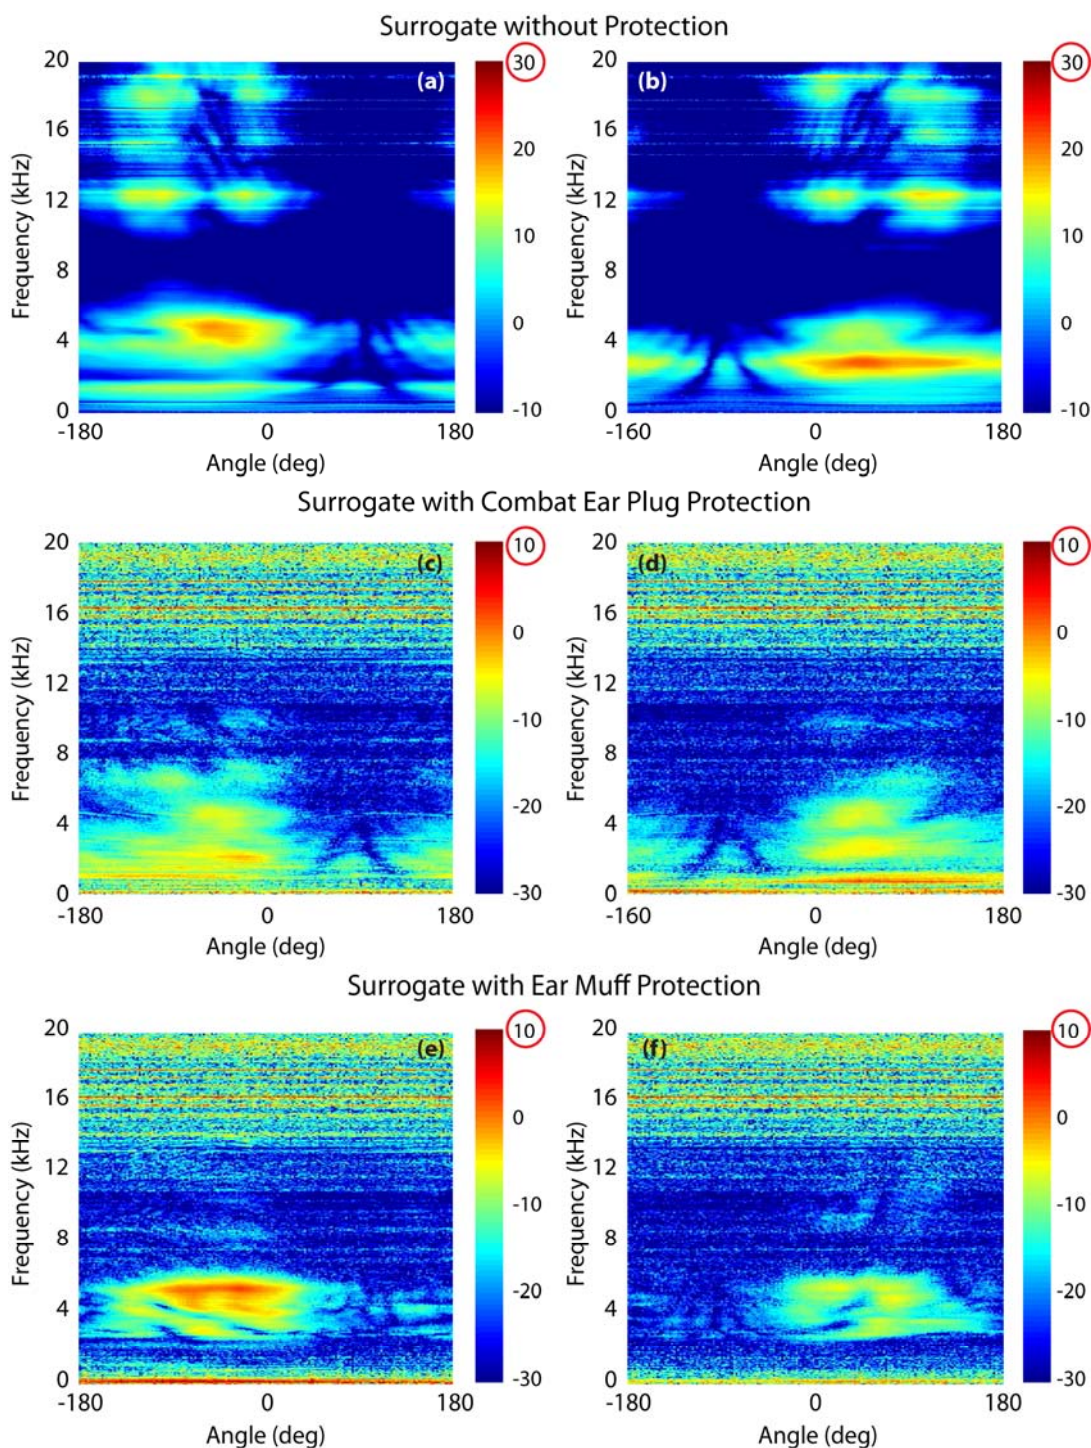 Surrogate without Protection
20 (a) 30 20 (b) 30
16 20 16 20
12 12
10 10
8 8
0 0
4 4
0 -10 0 -10
-180 0 180 -160 0 180
Frequency (kHz) Frequency (kHz)
Angle (deg) Angle (deg)
Surrogate with Combat Ear Plug Protection
20 (c) 10 20 (d) 10
16 0 16 0
12 12
-10 -10
8 8
-20 -20
4 4
0 -30 0 -30
-180 0 180 -160 0 180
Frequency (kHz) Frequency (kHz)
Angle (deg) Angle (deg)
Surrogate with Ear Muff Protection
20 (e) 10 20 (f) 10
16 0 16 0
12 12
-10 -10
8 8
-20 -20
4 4
0 -30 0 -30
-180 0 180 -160 0 180
Frequency (kHz) Frequency (kHz)
Angle (deg) Angle (deg)